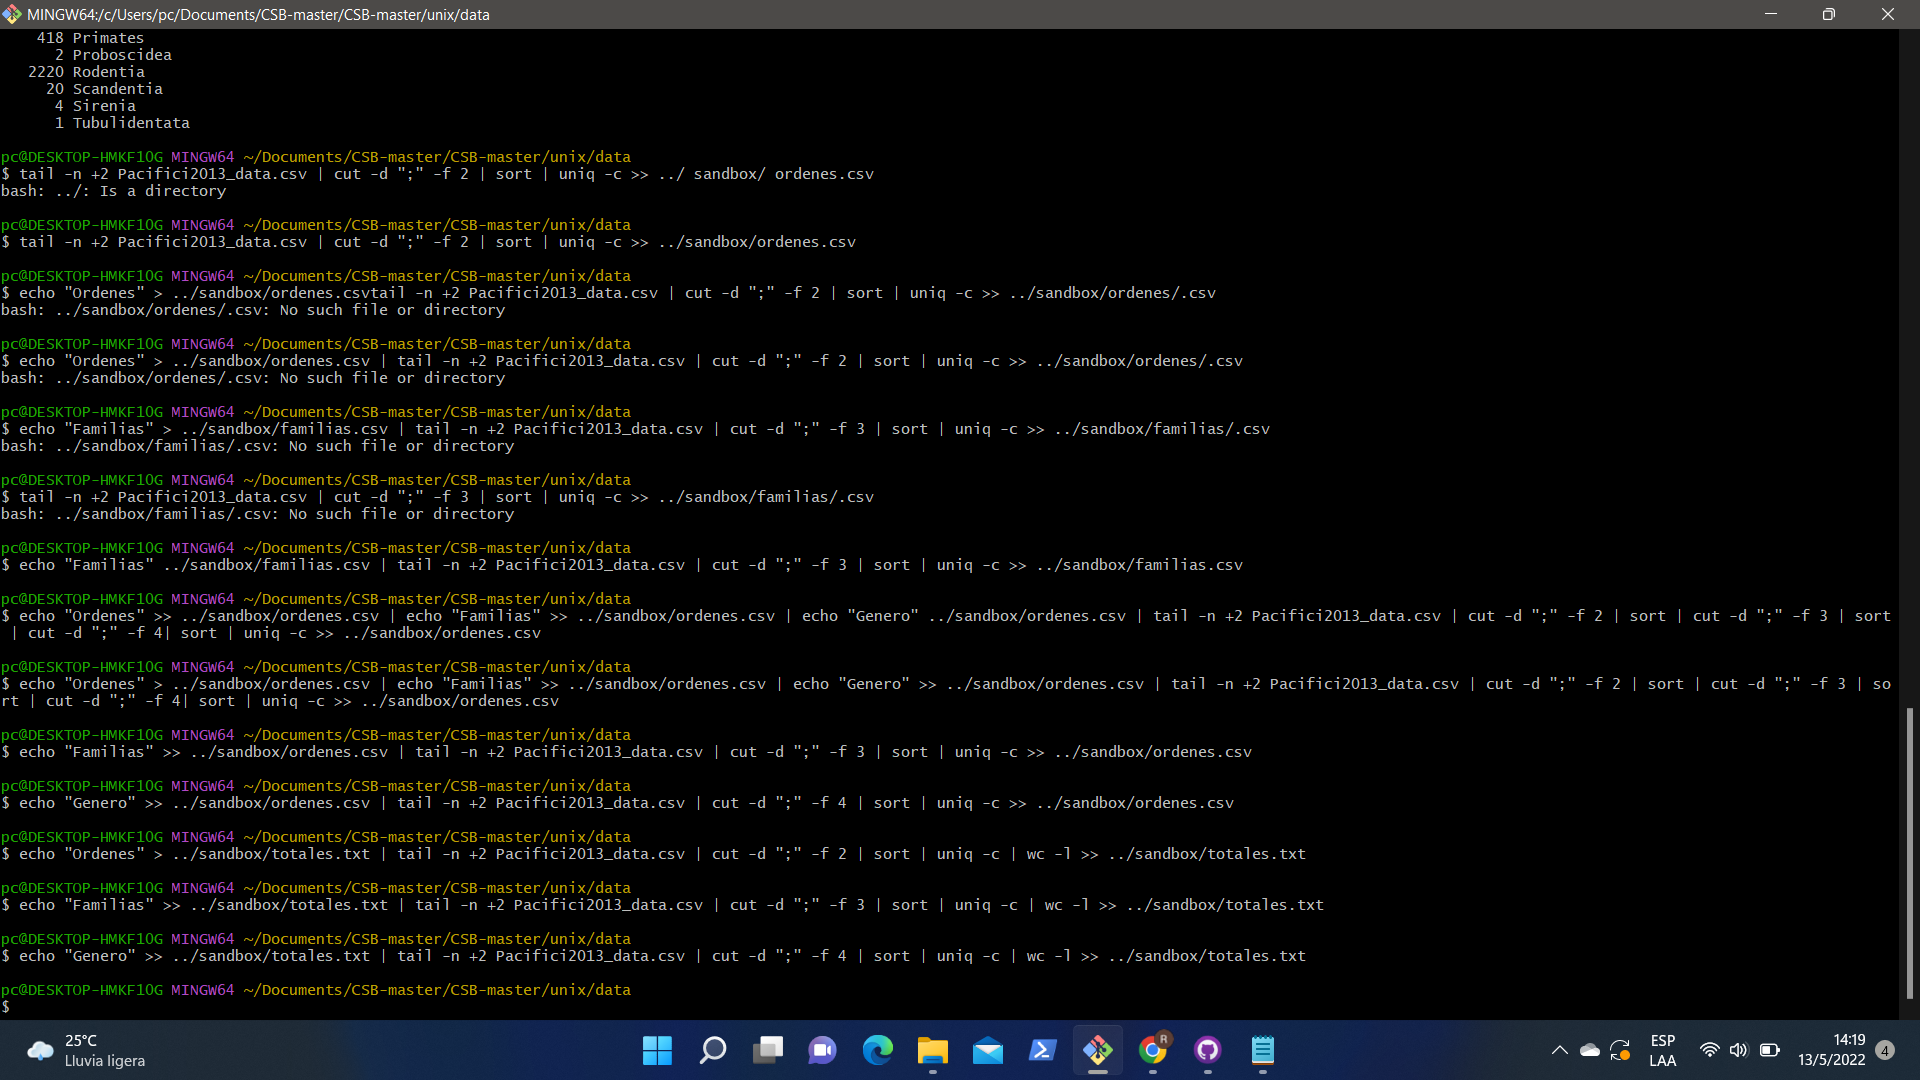 MINGW64:/c/Users/pc/Documents/CSB-master/CSB-master/unix/data
418 Primates
2 Proboscidea
2220 Rodentia
20 Scandentia
4 Sirenia
1 Tubulidentata
pc@DESKTOP-HMKF1OG MINGW64 ~/Documents/CSB-master/CSB-master/unix/data
$ tail -n +2 Pacifici2013_data.csv | cut -d ";" -f 2 | sort | uniq -c >> ../ sandbox/ ordenes.csv
bash: ../: Is a directory
pc@DESKTOP-HMKF1OG MINGW64 ~/Documents/CSB-master/CSB-master/unix/data
$ tail -n +2 Pacifici2013_data.csv | cut -d ";" -f 2 | sort | uniq -c >> ../sandbox/ordenes.csv
pc@DESKTOP-HMKF1OG MINGW64 ~/Documents/CSB-master/CSB-master/unix/data
$ echo "Ordenes" > ../sandbox/ordenes.csvtail -n +2 Pacifici2013_data.csv | cut -d ";" -f 2 | sort | uniq -c >> ../sandbox/ordenes/.csv
bash: ../sandbox/ordenes/.csv: No such file or directory
pc@DESKTOP-HMKF1OG MINGW64 ~/Documents/CSB-master/CSB-master/unix/data
$ echo "Ordenes" > ../sandbox/ordenes.csv | tail -n +2 Pacifici2013_data.csv | cut -d ";" -f 2 | sort | uniq -c >> ../sandbox/ordenes/.csv
bash: ../sandbox/ordenes/.csv: No such file or directory
pc@DESKTOP-HMKF1OG MINGW64 ~/Documents/CSB-master/CSB-master/unix/data
$ echo "Familias" > ../sandbox/familias.csv | tail -n +2 Pacifici2013_data.csv | cut -d ";" -f 3 | sort | uniq -c >> ../sandbox/familias/.csv
bash: ../sandbox/familias/.csv: No such file or directory
pc@DESKTOP-HMKF1OG MINGW64 ~/Documents/CSB-master/CSB-master/unix/data
$ tail -n +2 Pacifici2013_data.csv | cut -d ";" -f 3 | sort | uniq -c >> ../sandbox/familias/.csv
bash: ../sandbox/familias/.csv: No such file or directory
pc@DESKTOP-HMKF1OG MINGW64 ~/Documents/CSB-master/CSB-master/unix/data
$ echo "Familias" ../sandbox/familias.csv | tail -n +2 Pacifici2013_data.csv | cut -d ";" -f 3 | sort | uniq -c >> ../sandbox/familias.csv
pc@DESKTOP-HMKF1OG MINGW64 ~/Documents/CSB-master/CSB-master/unix/data
$ echo "Ordenes" >> ../sandbox/ordenes.csv | echo "Familias" >> ../sandbox/ordenes.csv | echo "Genero" ../sandbox/ordenes.csv | tail -n +2 Pacifici2013_data.csv | cut -d ";" -f 2 | sort | cut -d ";" -f 3 | sort
| cut -d ";" -f 4| sort | uniq -c >> ../sandbox/ordenes.csv
pc@DESKTOP-HMKF1OG MINGW64 ~/Documents/CSB-master/CSB-master/unix/data
$ echo "Ordenes" > ../sandbox/ordenes.csv | echo "Familias" >> ../sandbox/ordenes.csv | echo "Genero" >> ../sandbox/ordenes.csv | tail -n +2 Pacifici2013_data.csv | cut -d ";" -f 2 | sort | cut -d ";" -f 3 | so
rt | cut -d ";" -f 4| sort | uniq -c >> ../sandbox/ordenes.csv
pc@DESKTOP-HMKF1OG MINGW64 ~/Documents/CSB-master/CSB-master/unix/data
$ echo "Familias" >> ../sandbox/ordenes.csv | tail -n +2 Pacifici2013_data.csv | cut -d ";" -f 3 | sort | uniq -c >> ../sandbox/ordenes.csv
pc@DESKTOP-HMKF1OG MINGW64 ~/Documents/CSB-master/CSB-master/unix/data
$ echo "Genero" >> ../sandbox/ordenes.csv | tail -n +2 Pacifici2013_data.csv | cut -d ";" -f 4 | sort | uniq -c >> ../sandbox/ordenes.csv
pc@DESKTOP-HMKF1OG MINGW64 ~/Documents/CSB-master/CSB-master/unix/data
$ echo "Ordenes" > ../sandbox/totales.txt | tail -n +2 Pacifici2013_data.csv | cut -d ";" -f 2 | sort | uniq -c | wc -l >> ../sandbox/totales.txt
pc@DESKTOP-HMKF1OG MINGW64 ~/Documents/CSB-master/CSB-master/unix/data
$ echo "Familias" >> ../sandbox/totales.txt | tail -n +2 Pacifici2013_data.csv | cut -d ";" -f 3 | sort | uniq -c | wc -l >> ../sandbox/totales.txt
pc@DESKTOP-HMKF1OG MINGW64 ~/Documents/CSB-master/CSB-master/unix/data
$ echo "Genero" >> ../sandbox/totales.txt | tail -n +2 Pacifici2013_data.csv | cut -d ";" -f 4 | sort | uniq -c | wc -l >> ../sandbox/totales.txt
pc@DESKTOP-HMKF1OG MINGW64 ~/Documents/CSB-master/CSB-master/unix/data
$
25°C
Lluvia ligera
R
ESP
LAA
14:19
13/5/2022
4